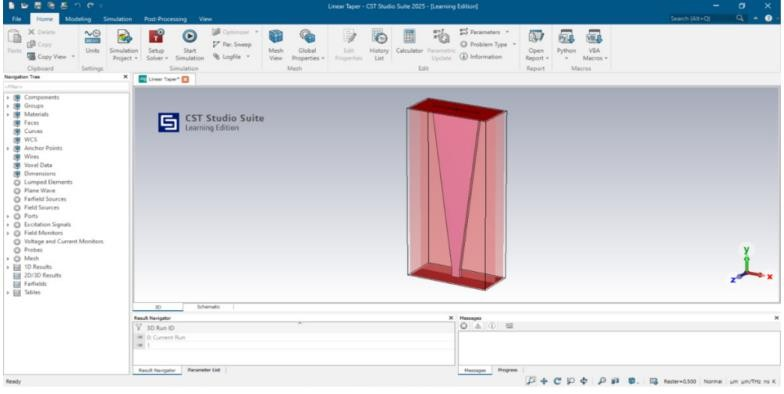 Linear Taper - CST Studio Suite 2025 - [Learning Edition]
File Home Modeling Simulation Post-Processing View Search (Alt+Q)
Paste
Delete
Copy
Copy View
Clipboard
Units
Settings
Simulation Project
Setup Solver
Start Simulation
Optimizer
Par. Sweep
Logfile
Simulation
Mesh View
Global Properties
Mesh
Edit Properties
History List
Calculator
Parametric Update
Parameters
Problem Type
Information
Edit
Open Report
Report
Python
VBA Macros
Macros
Navigation Tree
<Filter>
Components
Groups
Materials
Faces
Curves
WCS
Anchor Points
Wires
Voxel Data
Dimensions
Lumped Elements
Plane Wave
Farfield Sources
Field Sources
Ports
Excitation Signals
Field Monitors
Voltage and Current Monitors
Probes
Mesh
1D Results
2D/3D Results
Farfields
Tables
Linear Taper*
CST Studio Suite
Learning Edition
y
z x
3D Schematic
Result Navigator
3D Run ID
0: Current Run
1
Result Navigator Parameter List
Messages
Messages Progress
Ready
Raster=0.500 Normal µm µm/THz ns K